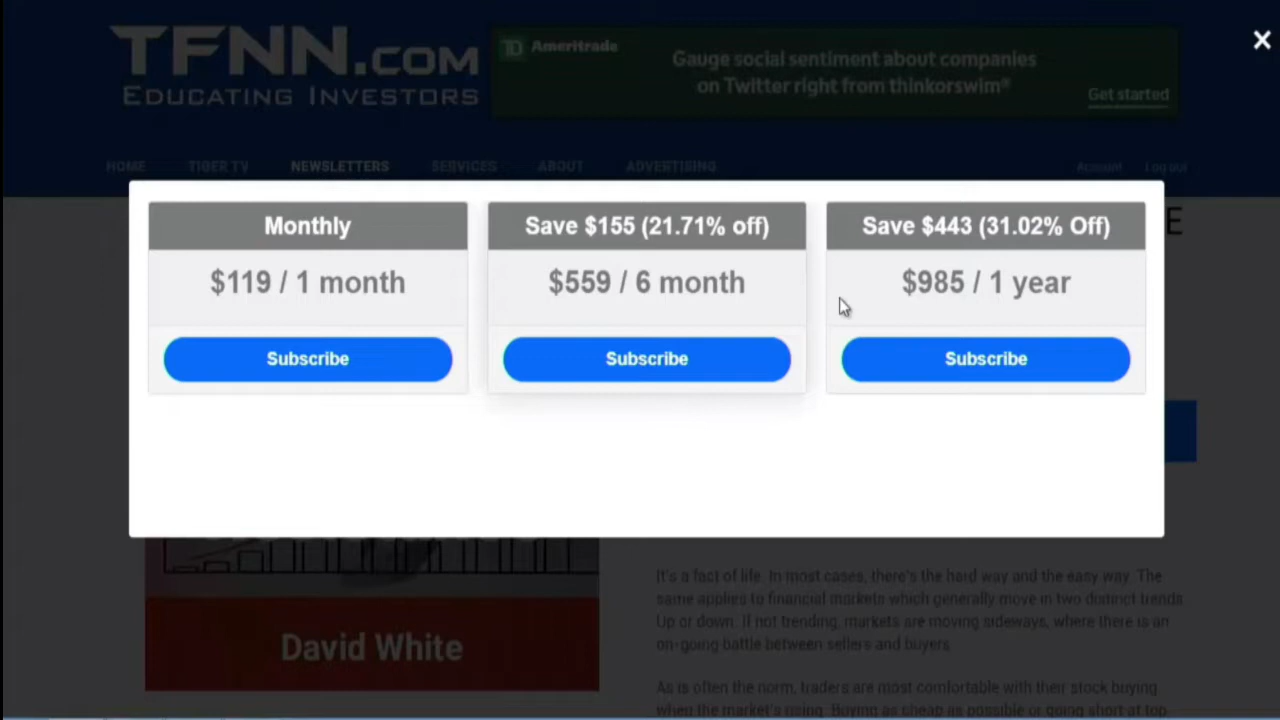 TFNN.COM
EDUCATING INVESTORS
Ameritrade
Gauge social sentiment about companies
on Twitter right from thinkorswim®
Get started
HOME TIGER TV NEWSLETTERS SERVICES ABOUT ADVERTISING
Account Log out
E
Monthly
$119 / 1 month
Subscribe
Save $155 (21.71% off)
$559 / 6 month
Subscribe
Save $443 (31.02% Off)
$985 / 1 year
Subscribe
David White
It's a fact of life. In most cases, there's the hard way and the easy way. The
same applies to financial markets which generally move in two distinct trends
Up or down. If not trending, markets are moving sideways, where there is an
on-going battle between sellers and buyers
As is often the norm, traders are most comfortable with their stock buying
when the market's rising. Buying as cheap as possible or going short at top